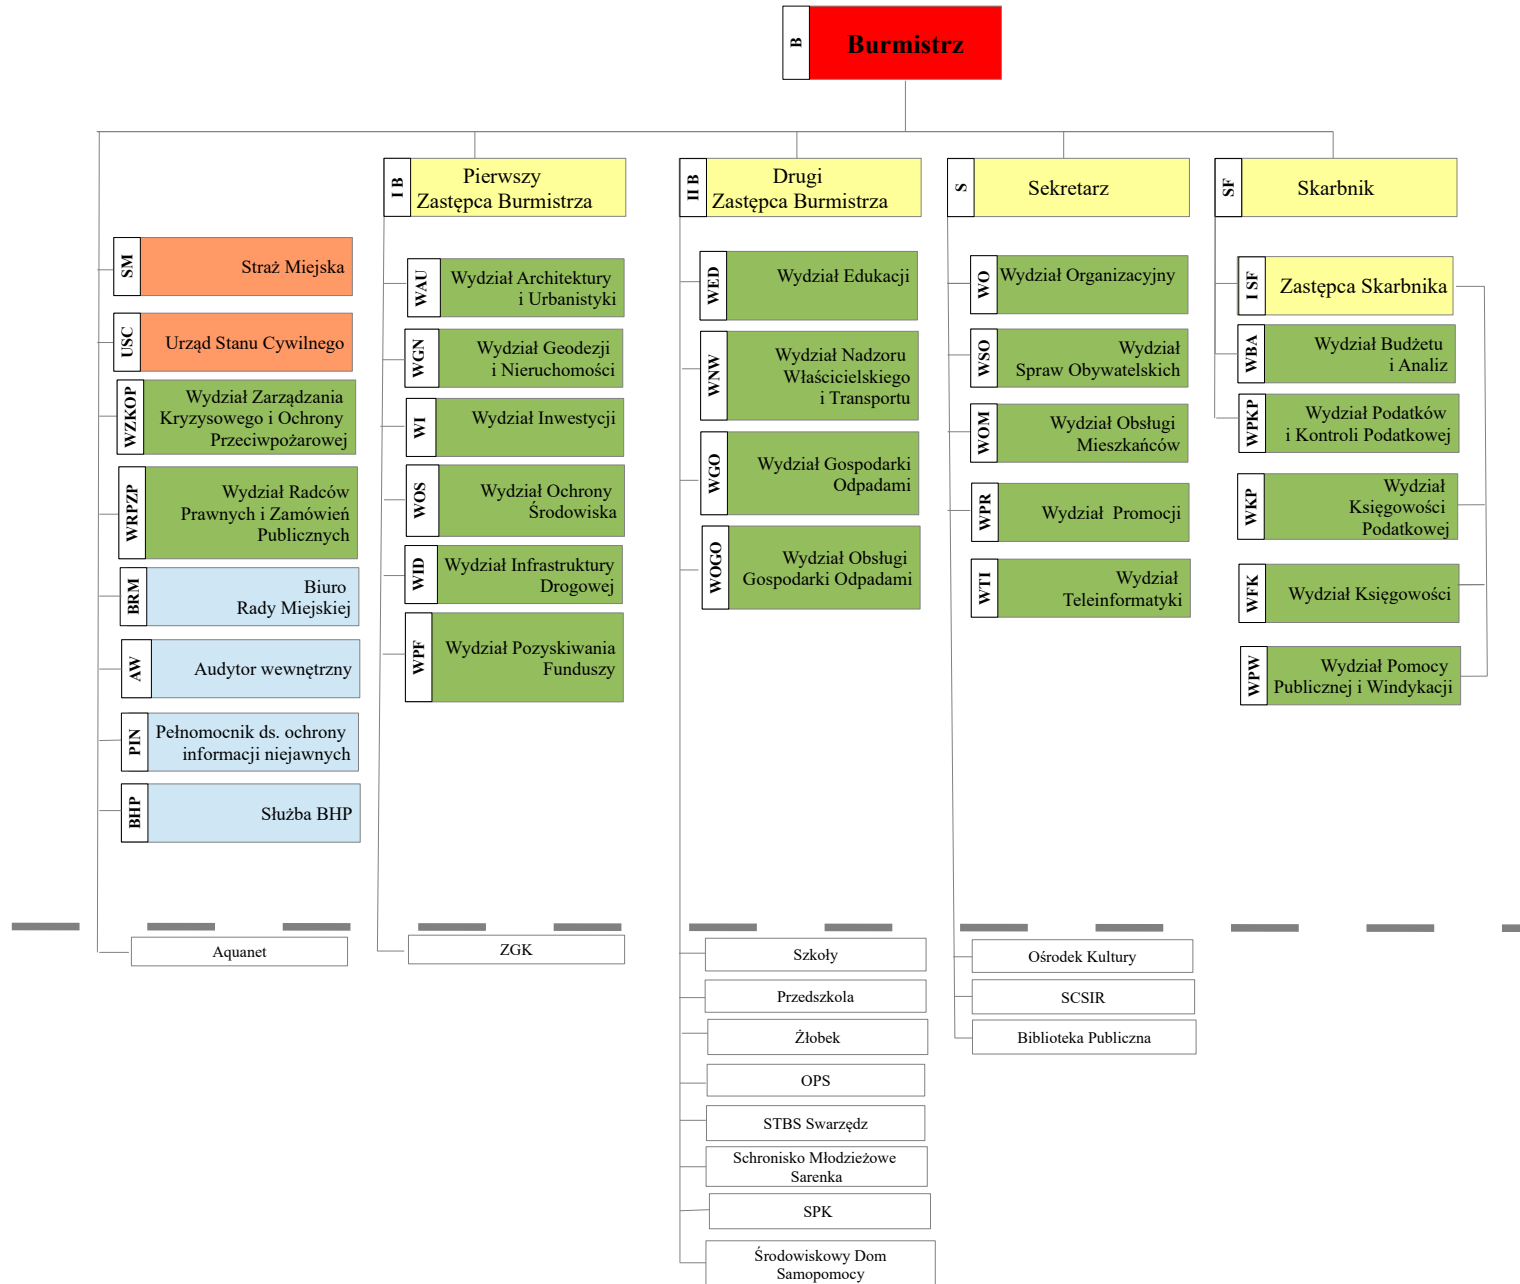 B
Burmistrz
I B
Pierwszy
Zastępca Burmistrza
II B
Drugi
Zastępca Burmistrza
S
Sekretarz
SF
Skarbnik
SM
Straż Miejska
USC
Urząd Stanu Cywilnego
WZKOP
Wydział Zarządzania
Kryzysowego i Ochrony
Przeciwpożarowej
WRPZP
Wydział Radców
Prawnych i Zamówień
Publicznych
BRM
Biuro
Rady Miejskiej
AW
Audytor wewnętrzny
PIN
Pełnomocnik ds. ochrony
informacji niejawnych
BHP
Służba BHP
Aquanet
WAU
Wydział Architektury
i Urbanistyki
WGN
Wydział Geodezji
i Nieruchomości
WI
Wydział Inwestycji
WOS
Wydział Ochrony
Środowiska
WID
Wydział Infrastruktury
Drogowej
WPF
Wydział Pozyskiwania
Funduszy
ZGK
WED
Wydział Edukacji
WNW
Wydział Nadzoru
Właścicielskiego
i Transportu
WGO
Wydział Gospodarki
Odpadami
WOGO
Wydział Obsługi
Gospodarki Odpadami
Szkoły
Przedszkola
Żłobek
OPS
STBS Swarzędz
Schronisko Młodzieżowe
Sarenka
SPK
Środowiskowy Dom
Samopomocy
WO
Wydział Organizacyjny
WSO
Wydział
Spraw Obywatelskich
WOM
Wydział Obsługi
Mieszkańców
WPR
Wydział Promocji
WTI
Wydział
Teleinformatyki
Ośrodek Kultury
SCSIR
Biblioteka Publiczna
I SF
Zastępca Skarbnika
WBA
Wydział Budżetu
i Analiz
WPKP
Wydział Podatków
i Kontroli Podatkowej
WKP
Wydział
Księgowości
Podatkowej
WFK
Wydział Księgowości
WPW
Wydział Pomocy
Publicznej i Windykacji